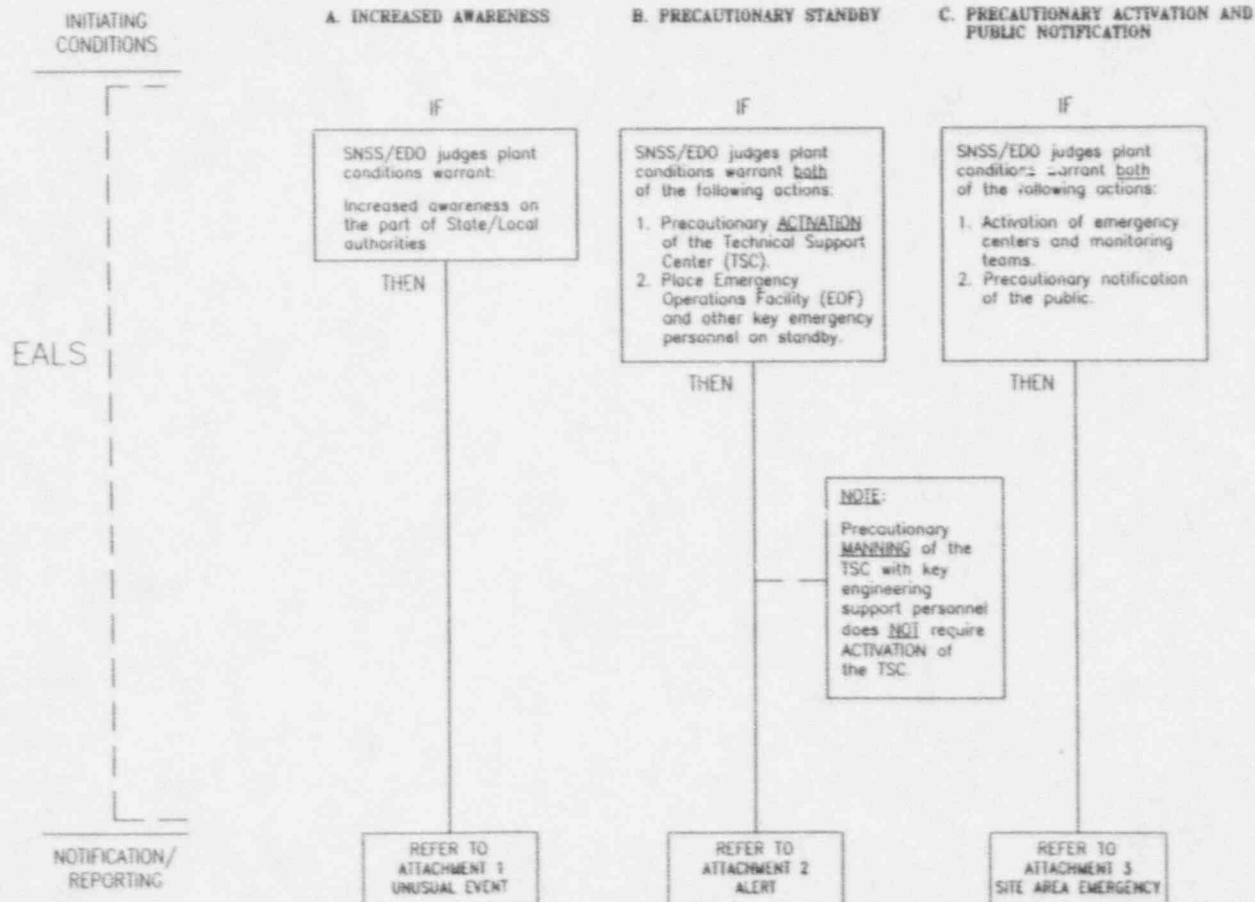 INITIATING
CONDITIONS
EALS
NOTIFICATION/
REPORTING
A. INCREASED AWARENESS
IF
SNSS/EDO judges plant
conditions warrant:
Increased awareness on
the part of State/Local
authorities
THEN
REFER TO
ATTACHMENT 1
UNUSUAL EVENT
B. PRECAUTIONARY STANDBY
IF
SNSS/EDO judges plant
conditions warrant both
of the following actions:
1. Precautionary ACTIVATION
of the Technical Support
Center (TSC).
2. Place Emergency
Operations Facility (EOF)
and other key emergency
personnel on standby.
THEN
NOTE:
Precautionary
MANNING of the
TSC with key
engineering
support personnel
does NOT require
ACTIVATION of
the TSC.
REFER TO
ATTACHMENT 2
ALERT
C. PRECAUTIONARY ACTIVATION AND
PUBLIC NOTIFICATION
IF
SNSS/EDO judges plant
conditions warrant both
of the following actions:
1. Activation of emergency
centers and monitoring
teams.
2. Precautionary notification
of the public.
THEN
REFER TO
ATTACHMENT 3
SITE AREA EMERGENCY